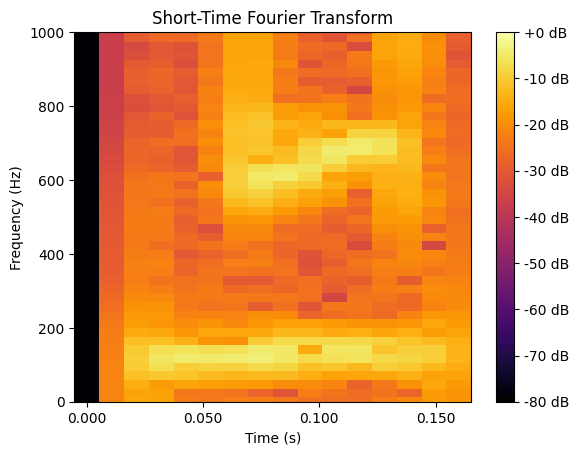 Short-Time Fourier Transform
1000
800
600
400
200
0
Frequency (Hz)
0.000
0.050
0.100
0.150
Time (s)
+0 dB
-10 dB
-20 dB
-30 dB
-40 dB
-50 dB
-60 dB
-70 dB
-80 dB